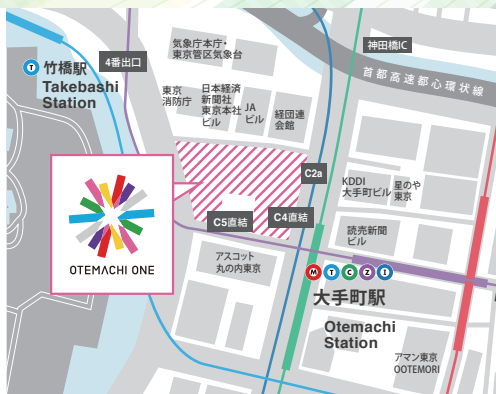 神田橋IC
気象庁本庁・
東京管区気象台
4番出口
T 竹橋駅
Takebashi
Station
首都高速都心環状線
東京
消防庁
日本経済
新聞社
東京本社
ビル
JA
ビル
経団連
会館
C2a
KDDI
大手町ビル
星のや
東京
C5直結
C4直結
読売新聞
ビル
OTEMACHI ONE
アスコット
丸の内東京
M T C Z I
大手町駅
Otemachi
Station
アマン東京
OOTEMORI